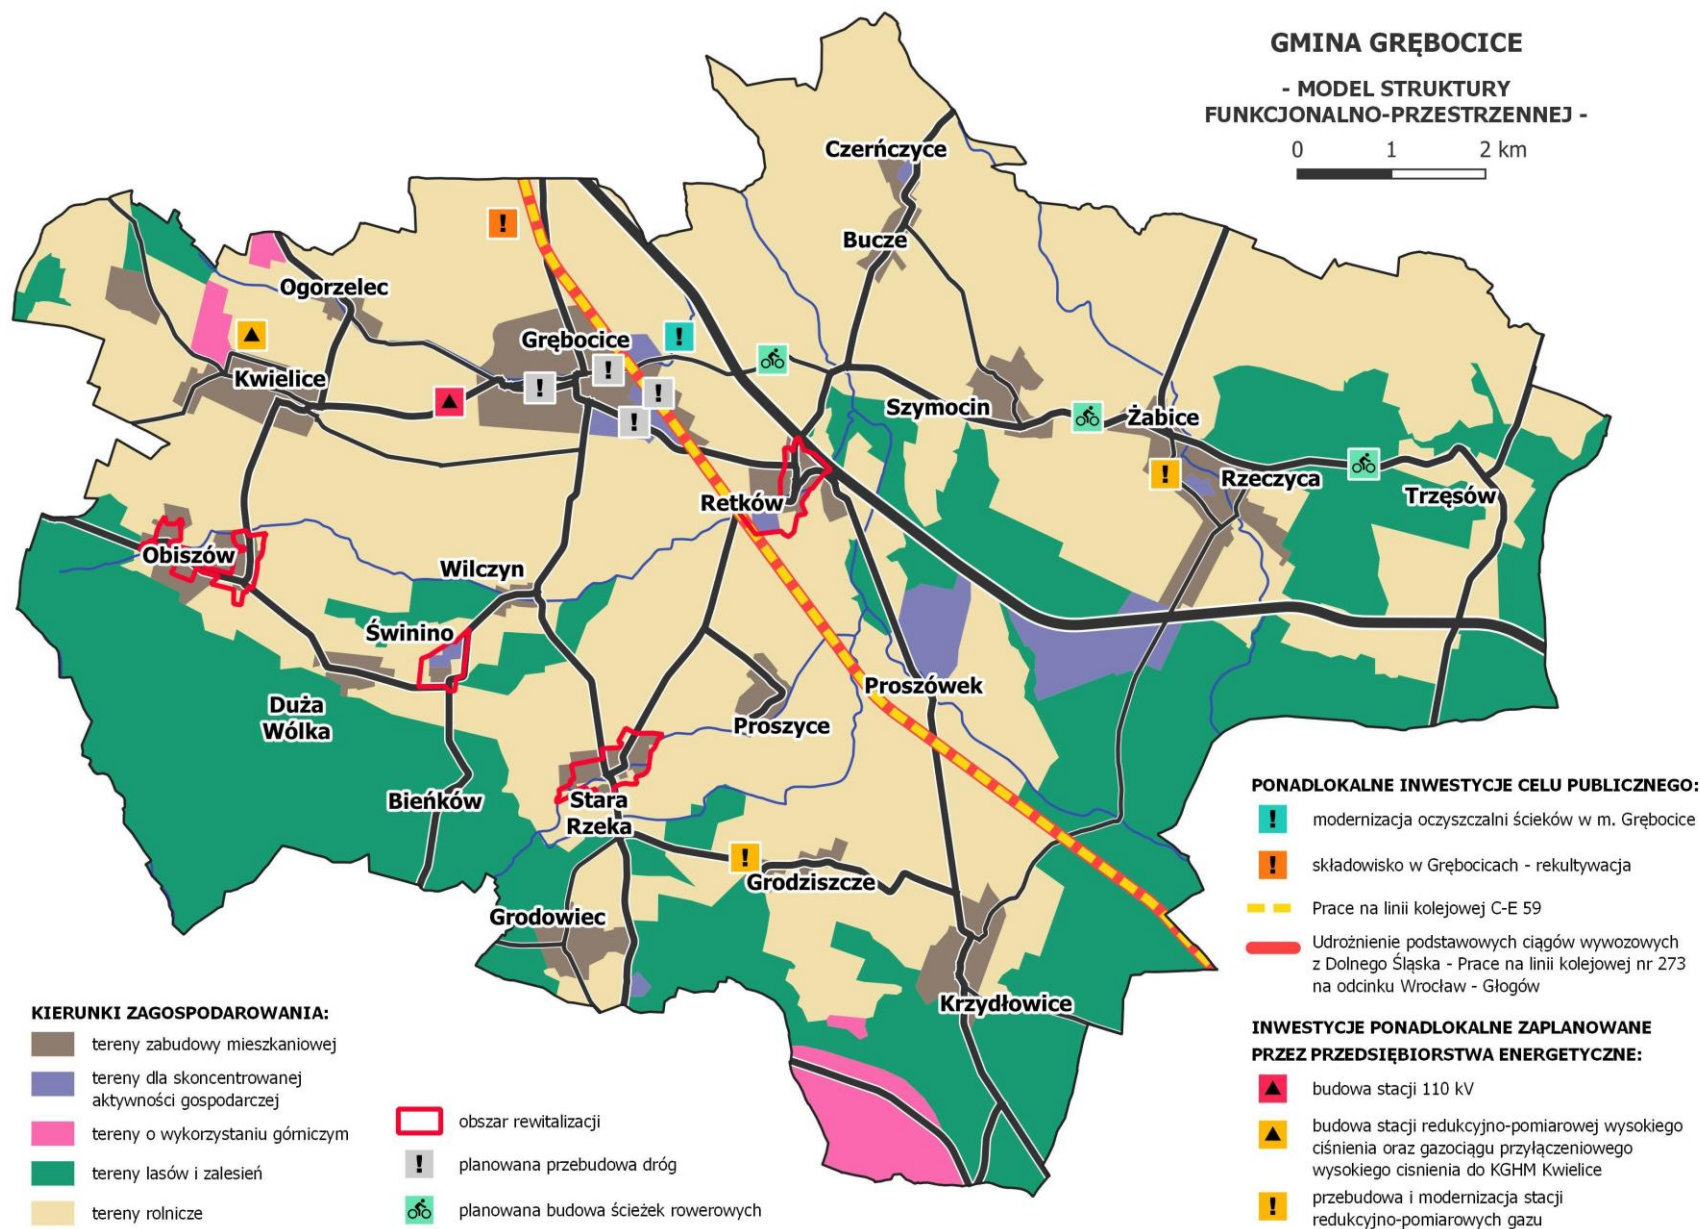 GMINA GRĘBOCICE
- MODEL STRUKTURY
FUNKCJONALNO-PRZESTRZENNEJ -
0 1 2 km
Czerńczyce
Bucze
Ogorzelec
Grębocice
Kwielice
Szymocin
Żabice
Rzeczyca
Trzęsów
Retków
Obiszów
Wilczyn
Świnino
Duża
Wólka
Proszówek
Proszyce
Bieńków
Stara
Rzeka
Grodziszcze
Grodowiec
Krzydłowice
KIERUNKI ZAGOSPODAROWANIA:
tereny zabudowy mieszkaniowej
tereny dla skoncentrowanej
aktywności gospodarczej
tereny o wykorzystaniu górniczym
tereny lasów i zalesień
tereny rolnicze
obszar rewitalizacji
! planowana przebudowa dróg
planowana budowa ścieżek rowerowych
PONADLOKALNE INWESTYCJE CELU PUBLICZNEGO:
! modernizacja oczyszczalni ścieków w m. Grębocice
! składowisko w Grębocicach - rekultywacja
Prace na linii kolejowej C-E 59
Udrożnienie podstawowych ciągów wywozowych
z Dolnego Śląska - Prace na linii kolejowej nr 273
na odcinku Wrocław - Głogów
INWESTYCJE PONADLOKALNE ZAPLANOWANE
PRZEZ PRZEDSIĘBIORSTWA ENERGETYCZNE:
budowa stacji 110 kV
budowa stacji redukcyjno-pomiarowej wysokiego
ciśnienia oraz gazociągu przyłączeniowego
wysokiego cisnienia do KGHM Kwielice
! przebudowa i modernizacja stacji
redukcyjno-pomiarowych gazu